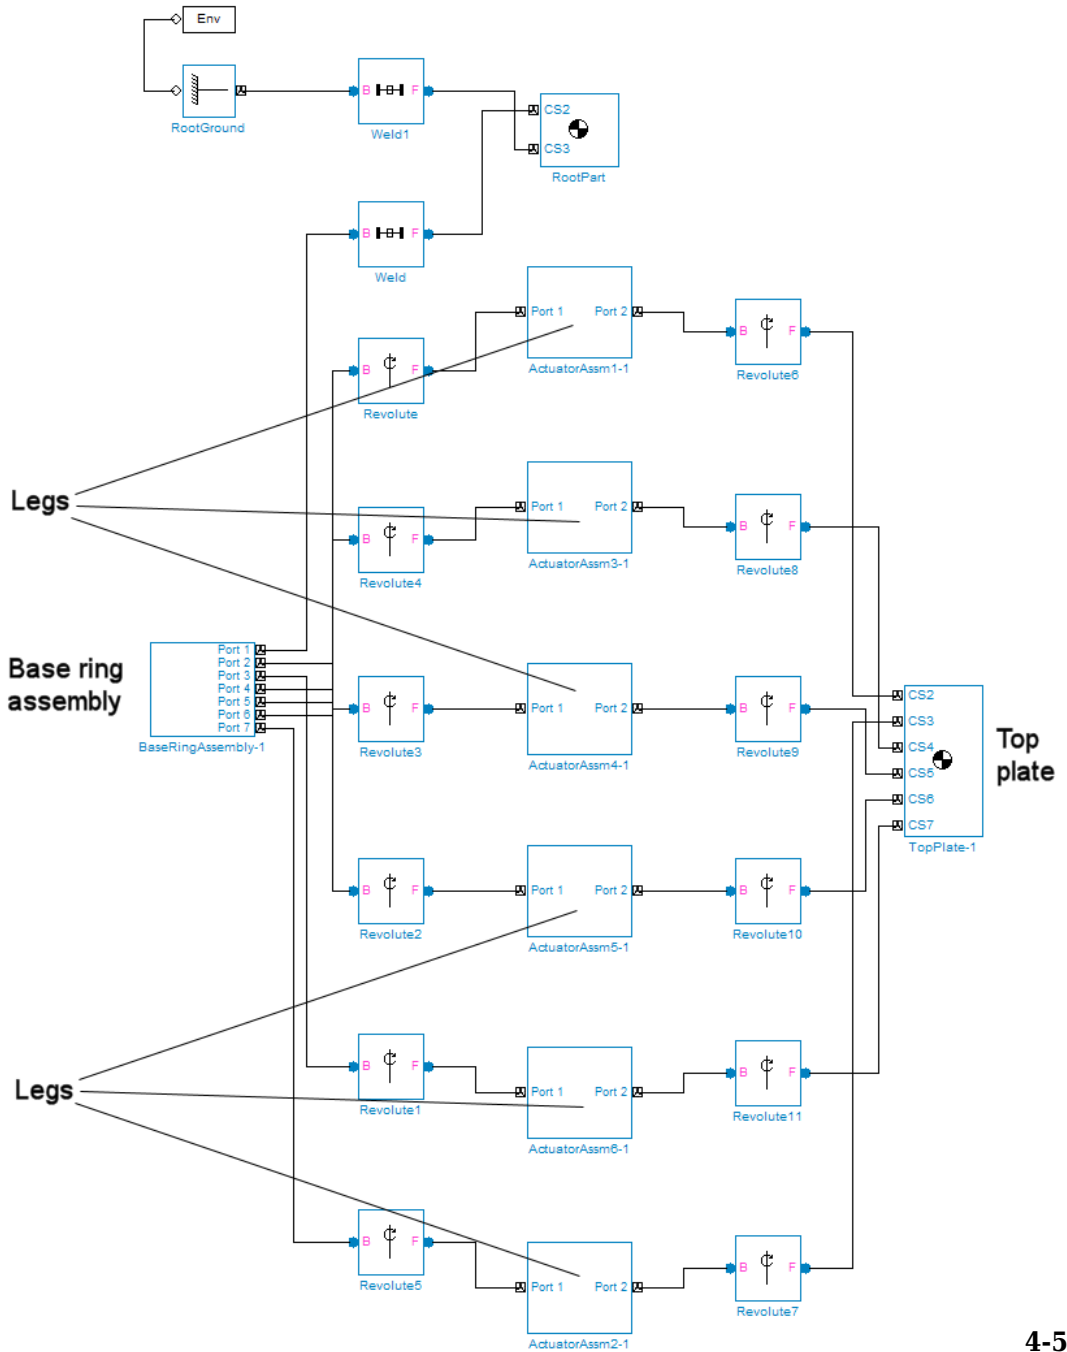 Env
RootGround
B F
Weld1
CS2
CS3
RootPart
B F
Weld
Port 1 Port 2
ActuatorAssm1-1
B F
Revolute6
B F
Revolute
Legs
Port 1 Port 2
ActuatorAssm3-1
B F
Revolute8
B F
Revolute4
Base ring
assembly
Port 1
Port 2
Port 3
Port 4
Port 5
Port 6
Port 7
BaseRingAssembly-1
B F
Revolute3
Port 1 Port 2
ActuatorAssm4-1
B F
Revolute9
CS2
CS3
CS4
CS5
CS6
CS7
TopPlate-1
Top
plate
B F
Revolute2
Port 1 Port 2
ActuatorAssm5-1
B F
Revolute10
Legs
B F
Revolute1
Port 1 Port 2
ActuatorAssm6-1
B F
Revolute11
B F
Revolute5
Port 1 Port 2
ActuatorAssm2-1
B F
Revolute7
4-5